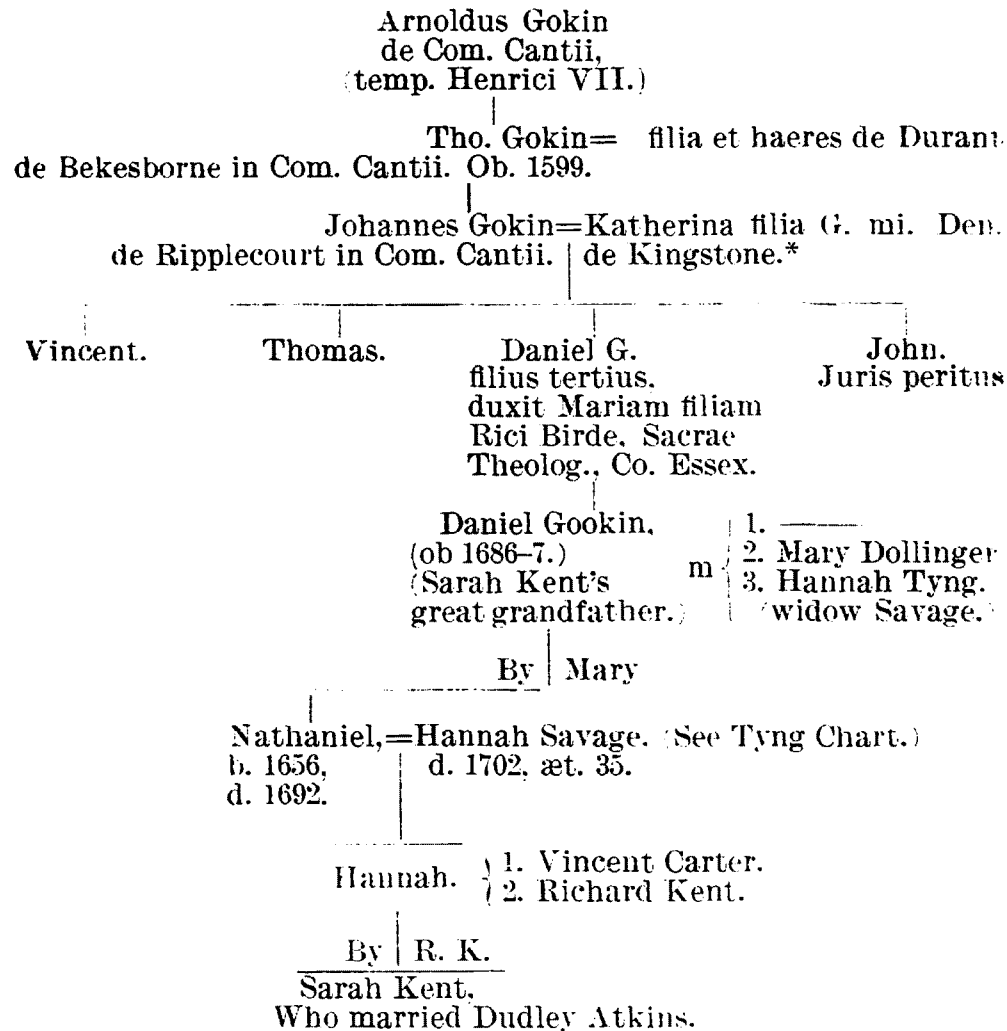 Arnoldus Gokin
de Com. Cantii,
(temp. Henrici VII.)
Tho. Gokin= filia et haeres de Durant
de Bekesborne in Com. Cantii. Ob. 1599.
Johannes Gokin=Katherina filia G. mi. Den.
de Ripplecourt in Com. Cantii. de Kingstone.*
Vincent. Thomas. Daniel G. John.
filius tertius. Juris peritus
duxit Mariam filiam
Rici Birde, Sacrae
Theolog., Co. Essex.
Daniel Gookin, 1. ——
(ob 1686–7.) m 2. Mary Dollinger
(Sarah Kent's 3. Hannah Tyng.
great grandfather.) (widow Savage.)
By Mary
Nathaniel,=Hannah Savage. (See Tyng Chart.)
b. 1656, d. 1702, æt. 35.
d. 1692.
Hannah. 1. Vincent Carter.
2. Richard Kent.
By R. K.
Sarah Kent,
Who married Dudley Atkins.